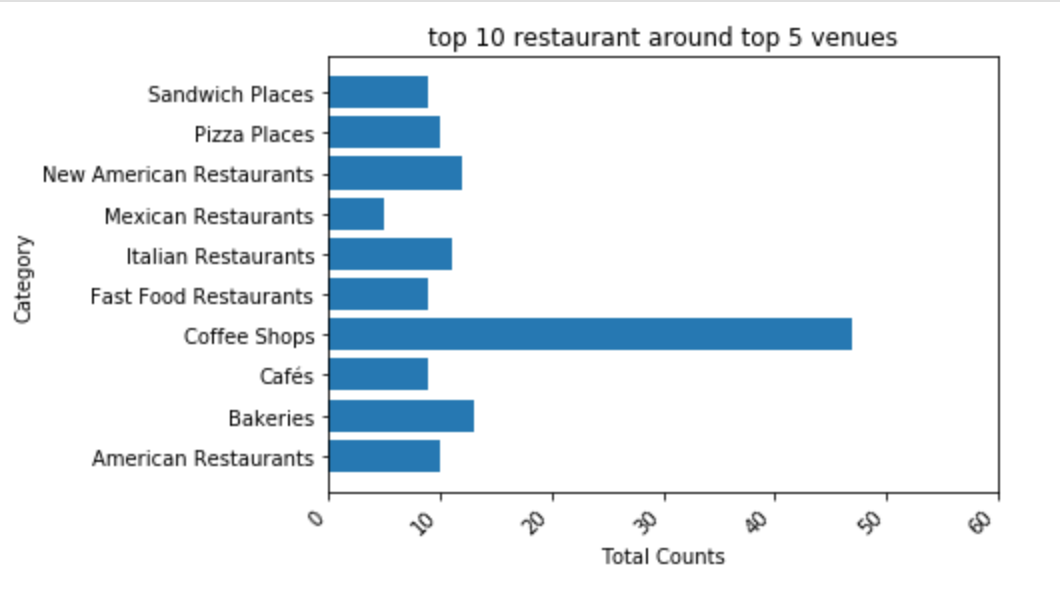 top 10 restaurant around top 5 venues
Sandwich Places
Pizza Places
New American Restaurants
Mexican Restaurants
Italian Restaurants
Fast Food Restaurants
Coffee Shops
Cafés
Bakeries
American Restaurants
Category
0 10 20 30 40 50 60
Total Counts